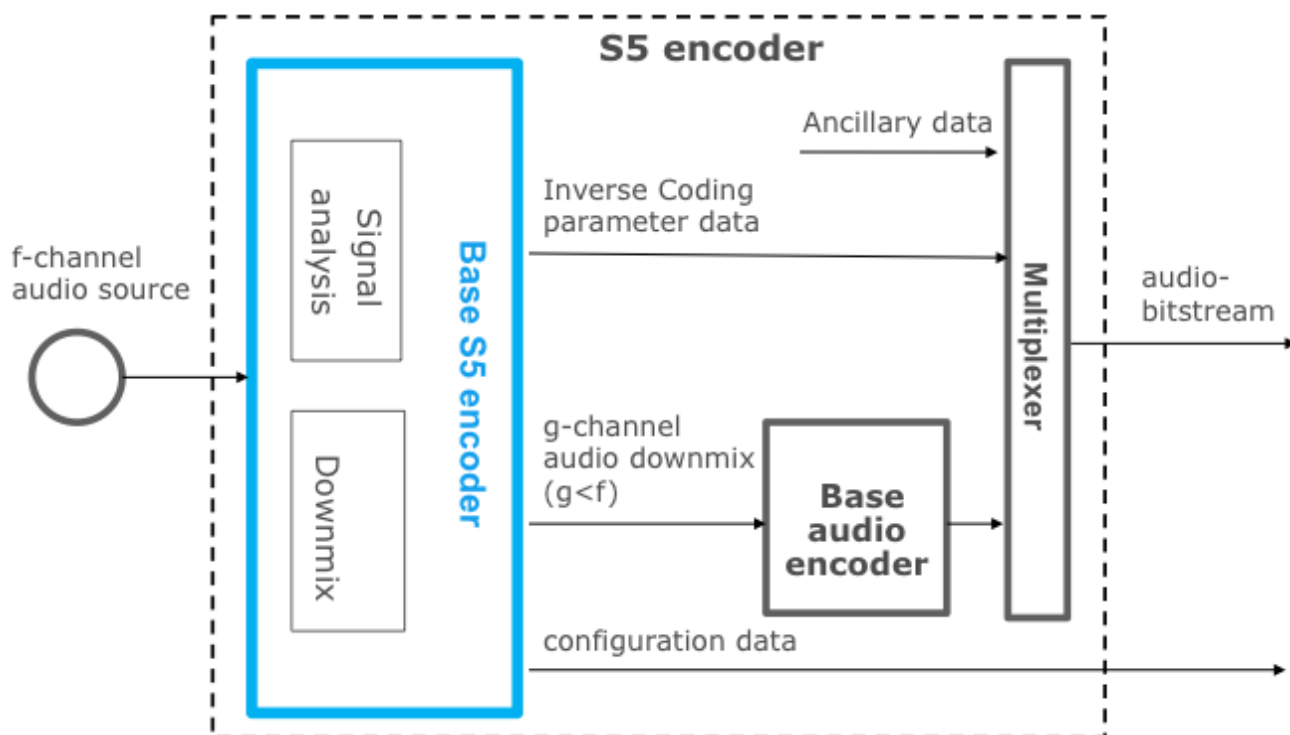 S5 encoder
Ancillary data
Inverse Coding
parameter data
Signal
analysis
Base S5 encoder
f-channel
audio source
Multiplexer
audio-
bitstream
g-channel
audio downmix
(g<f)
Downmix
Base
audio
encoder
configuration data